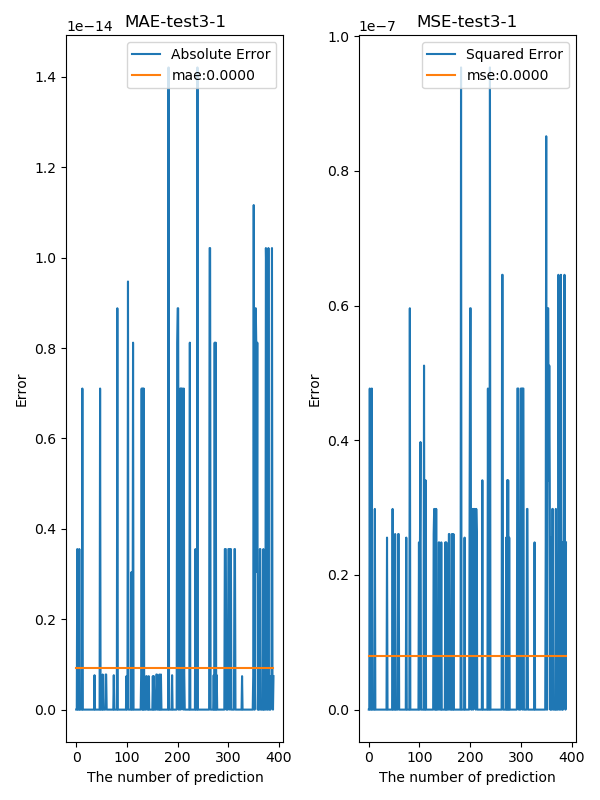 MAE-test3-1
1e−14
Absolute Error
mae:0.0000
1.4
1.2
1.0
0.8
0.6
0.4
0.2
0.0
Error
0 100 200 300 400
The number of prediction
MSE-test3-1
1e−7
Squared Error
mse:0.0000
1.0
0.8
0.6
0.4
0.2
0.0
Error
0 100 200 300 400
The number of prediction